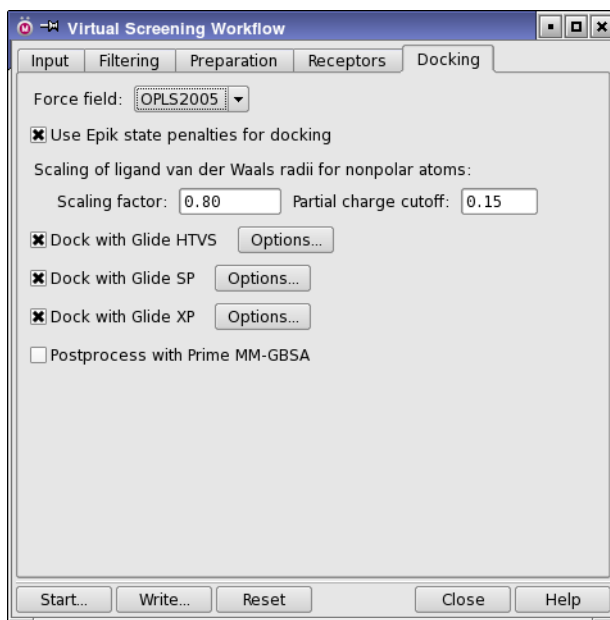 Virtual Screening Workflow
Input Filtering Preparation Receptors Docking
Force field: OPLS2005
Use Epik state penalties for docking
Scaling of ligand van der Waals radii for nonpolar atoms:
Scaling factor: 0.80 Partial charge cutoff: 0.15
Dock with Glide HTVS Options...
Dock with Glide SP Options...
Dock with Glide XP Options...
Postprocess with Prime MM-GBSA
Start... Write... Reset Close Help